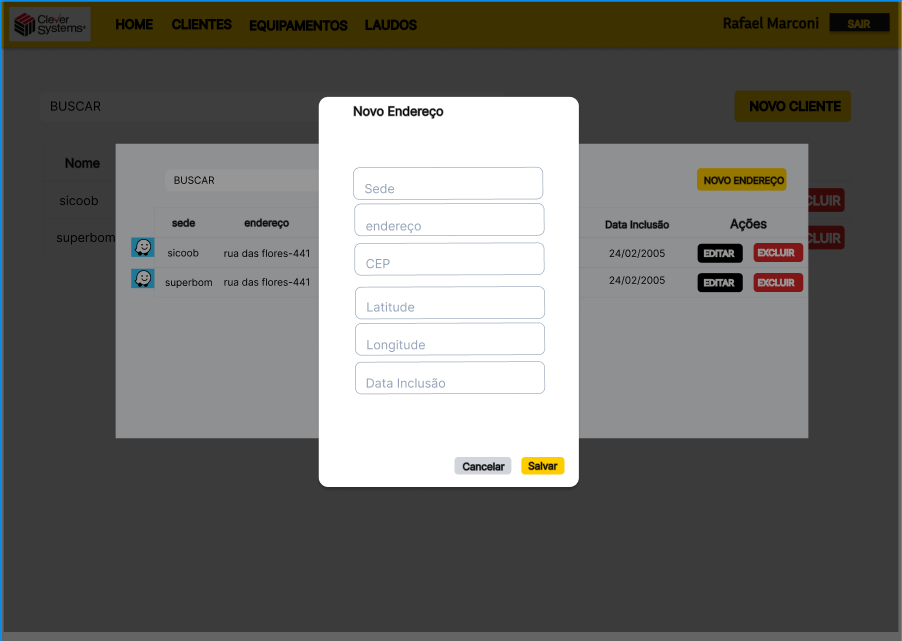 Clever
Systems
HOME CLIENTES EQUIPAMENTOS LAUDOS
Rafael Marconi SAIR
BUSCAR
NOVO CLIENTE
Nome
sicoob
CLUIR
superbom
CLUIR
BUSCAR
NOVO ENDEREÇO
sede endereço Data Inclusão Ações
sicoob rua das flores-441 24/02/2005 EDITAR EXCLUIR
superbom rua das flores-441 24/02/2005 EDITAR EXCLUIR
Novo Endereço
Sede
endereço
CEP
Latitude
Longitude
Data Inclusão
Cancelar Salvar